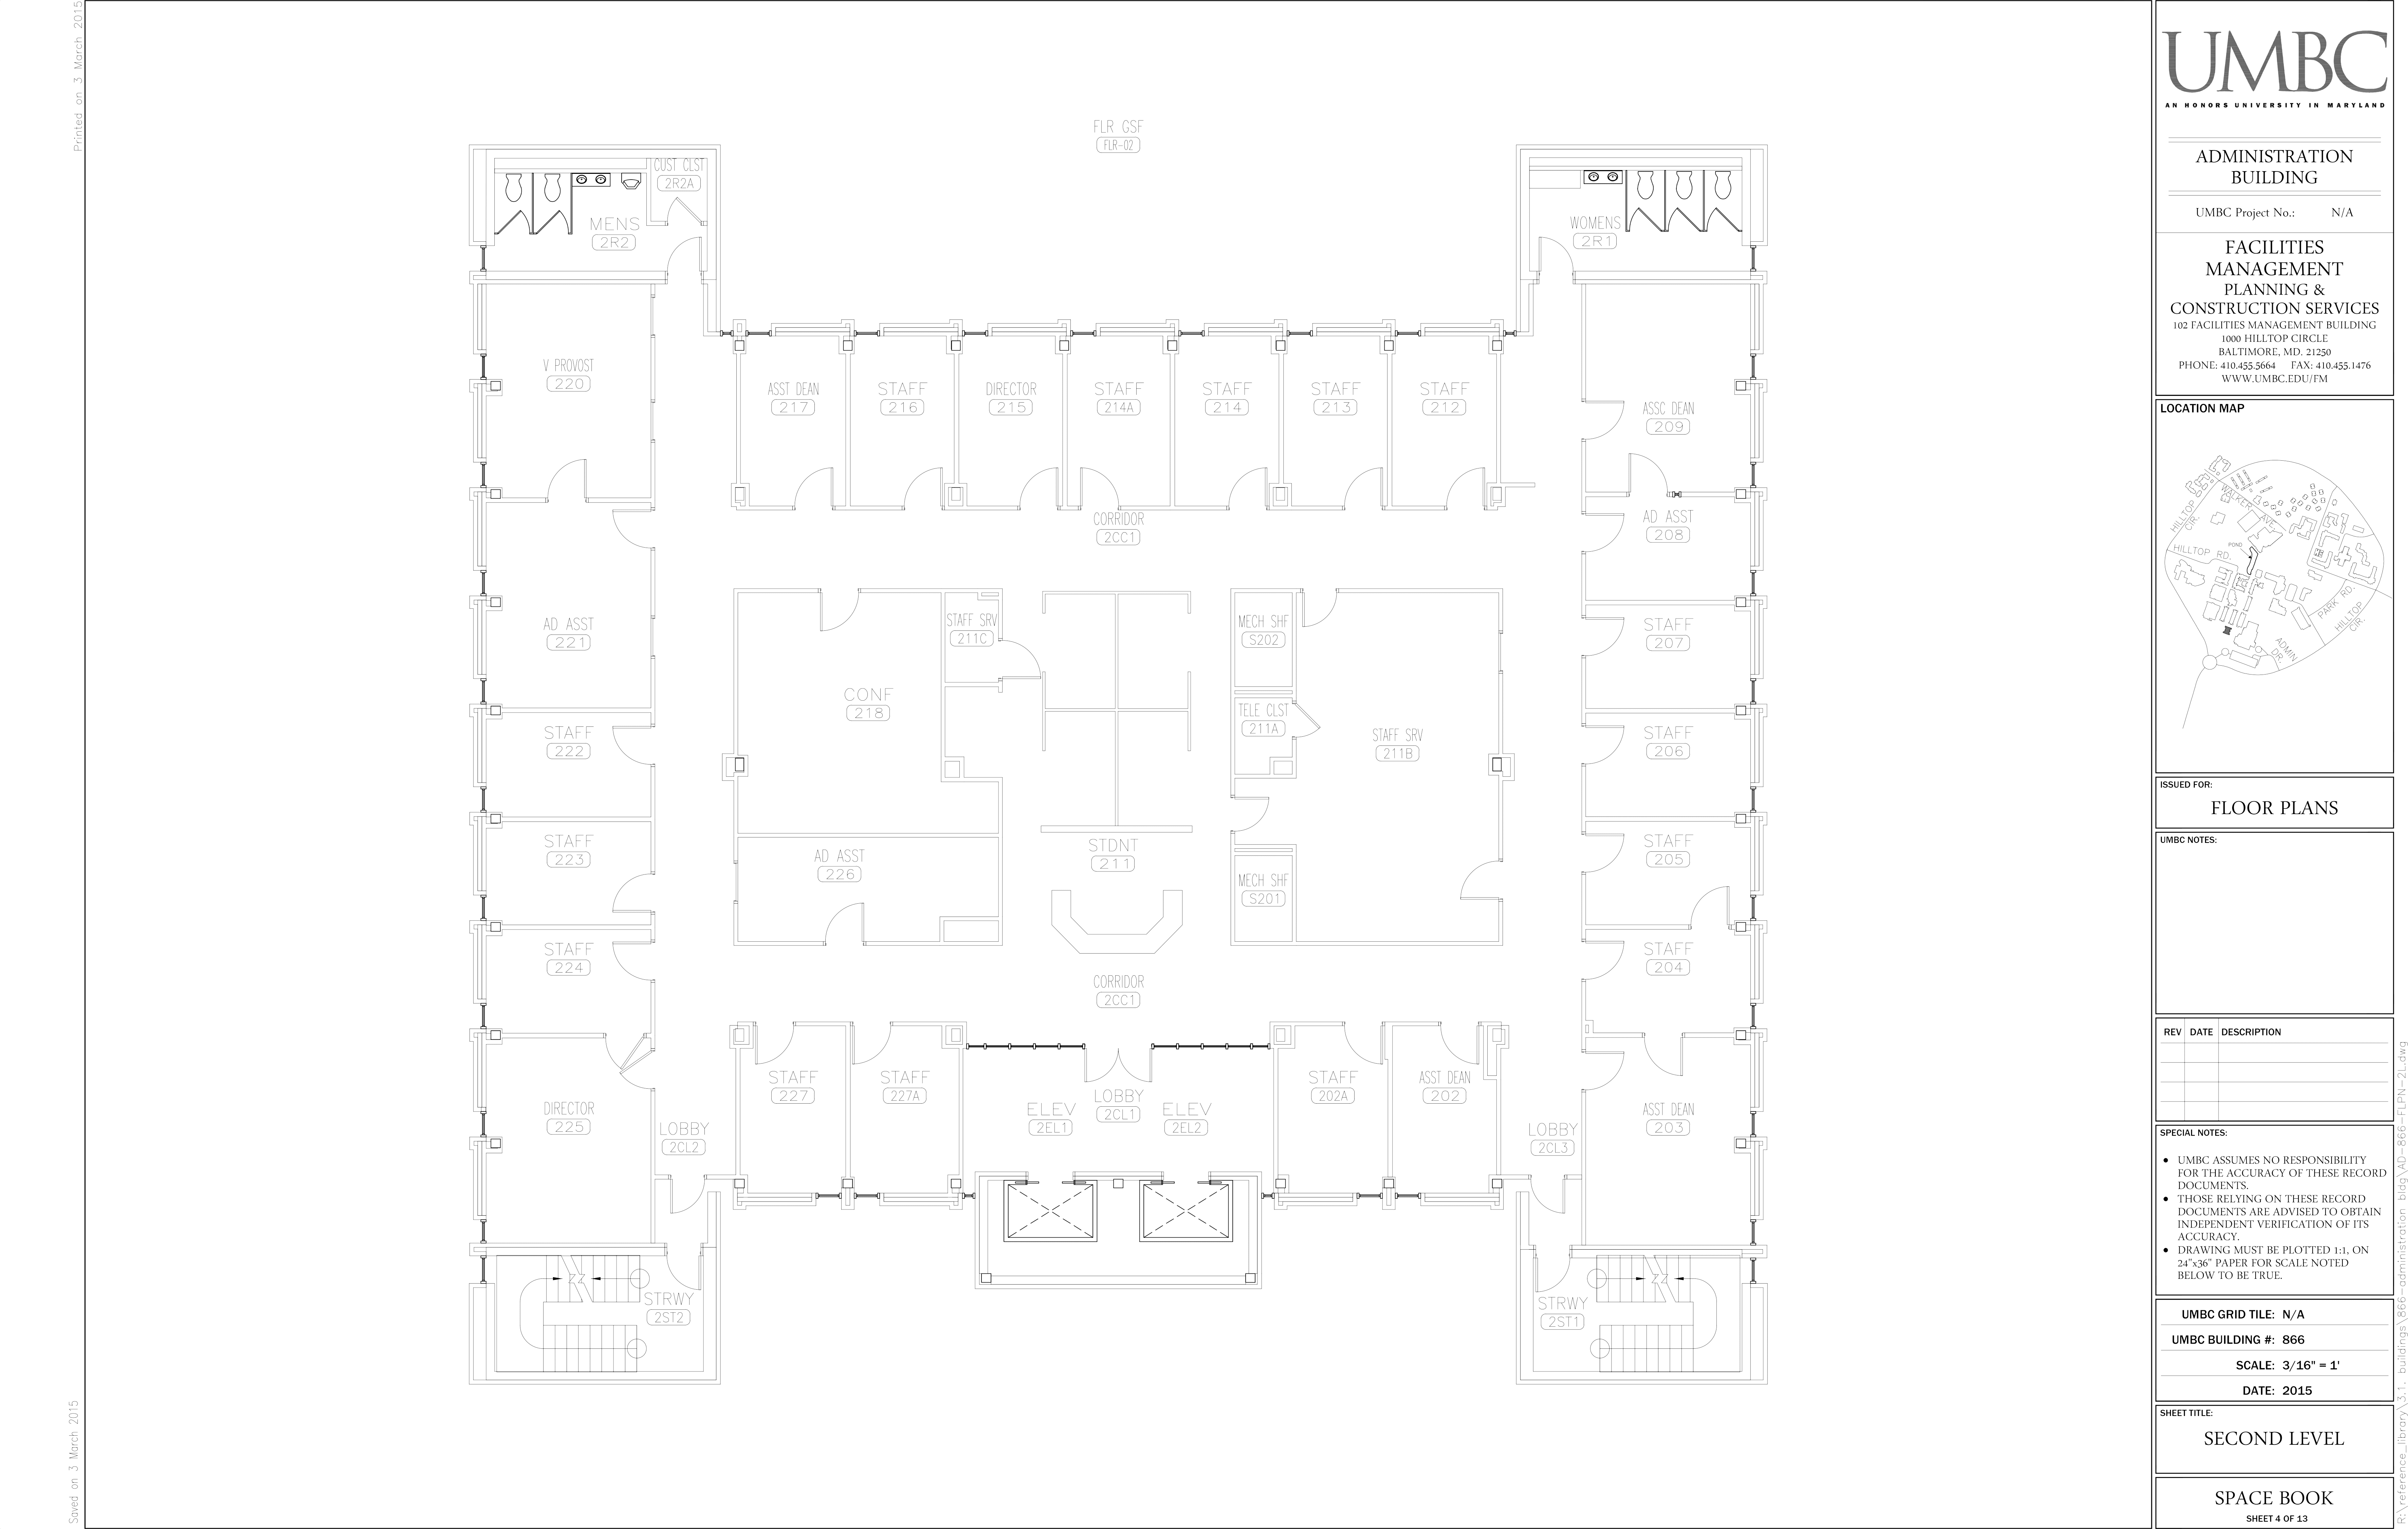 Printed on 3 March 2015
Saved on 3 March 2015
FLR GSF
FLR-02
CUST CLST
2R2A
MENS
2R2
WOMENS
2R1
V PROVOST
220
ASST DEAN
217
STAFF
216
DIRECTOR
215
STAFF
214A
STAFF
214
STAFF
213
STAFF
212
ASSC DEAN
209
CORRIDOR
2CC1
AD ASST
208
AD ASST
221
STAFF SRV
211C
MECH SHF
S202
STAFF
207
CONF
218
TELE CLST
211A
STAFF SRV
211B
STAFF
222
STAFF
206
STAFF
223
AD ASST
226
STDNT
211
MECH SHF
S201
STAFF
205
STAFF
224
CORRIDOR
2CC1
STAFF
204
DIRECTOR
225
LOBBY
2CL2
STAFF
227
STAFF
227A
ELEV
2EL1
LOBBY
2CL1
ELEV
2EL2
STAFF
202A
ASST DEAN
202
LOBBY
2CL3
ASST DEAN
203
STRWY
2ST2
STRWY
2ST1
UMBC
AN HONORS UNIVERSITY IN MARYLAND
ADMINISTRATION
BUILDING
UMBC Project No.: N/A
FACILITIES
MANAGEMENT
PLANNING &
CONSTRUCTION SERVICES
102 FACILITIES MANAGEMENT BUILDING
1000 HILLTOP CIRCLE
BALTIMORE, MD. 21250
PHONE: 410.455.5664 FAX: 410.455.1476
WWW.UMBC.EDU/FM
LOCATION MAP
WALKER AVE.
HILLTOP
CIR.
POND
HILLTOP RD.
PARK RD.
HILLTOP
CIR.
ADMIN
DR.
ISSUED FOR:
FLOOR PLANS
UMBC NOTES:
REV DATE DESCRIPTION
SPECIAL NOTES:
● UMBC ASSUMES NO RESPONSIBILITY
FOR THE ACCURACY OF THESE RECORD
DOCUMENTS.
● THOSE RELYING ON THESE RECORD
DOCUMENTS ARE ADVISED TO OBTAIN
INDEPENDENT VERIFICATION OF ITS
ACCURACY.
● DRAWING MUST BE PLOTTED 1:1, ON
24"x36" PAPER FOR SCALE NOTED
BELOW TO BE TRUE.
UMBC GRID TILE: N/A
UMBC BUILDING #: 866
SCALE: 3/16" = 1'
DATE: 2015
SHEET TITLE:
SECOND LEVEL
SPACE BOOK
SHEET 4 OF 13
R:\reference_library\3.1. buildings\866-administration bldg\AD-866-FLPN-2L.dwg